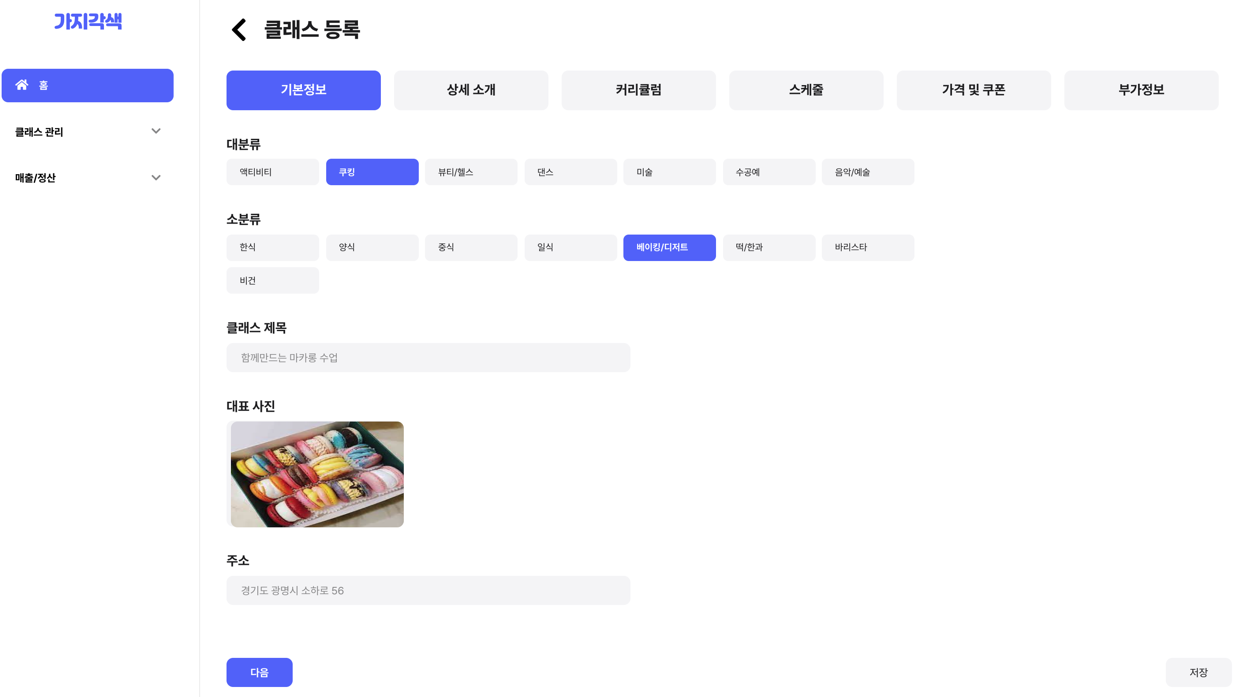 가지각색
클래스 등록
홈
클래스 관리
매출/정산
기본정보
상세 소개
커리큘럼
스케줄
가격 및 쿠폰
부가정보
대분류
액티비티
쿠킹
뷰티/헬스
댄스
미술
수공예
음악/예술
소분류
한식
양식
중식
일식
베이킹/디저트
떡/한과
바리스타
비건
클래스 제목
함께만드는 마카롱 수업
대표 사진
주소
경기도 광명시 소하로 56
다음
저장